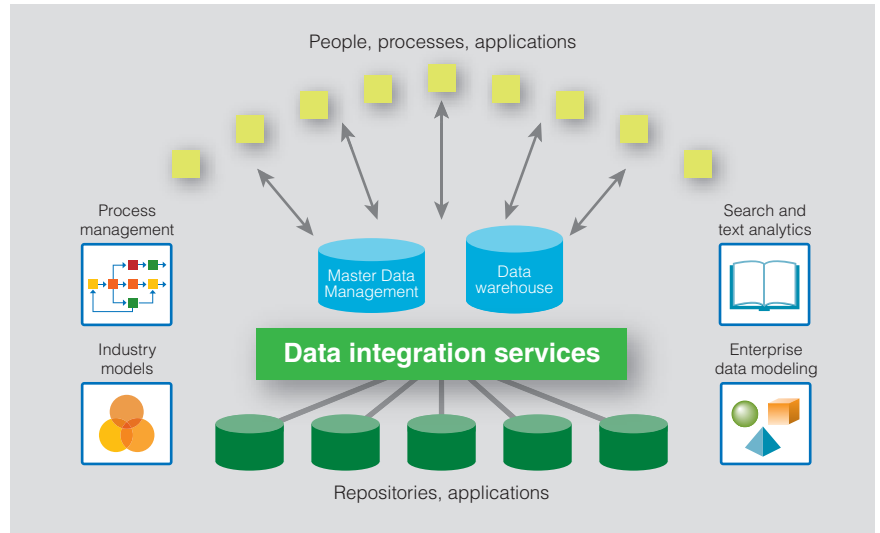 People, processes, applications
Process
management
Search and
text analytics
Master Data
Management
Data
warehouse
Data integration services
Industry
models
Enterprise
data modeling
Repositories, applications